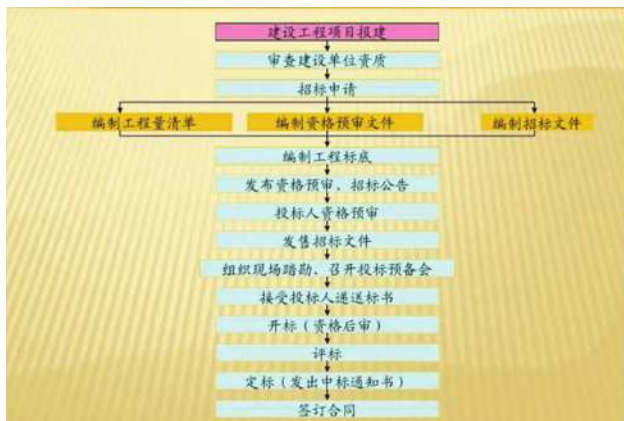 建设工程项目报建
审查建设单位资质
招标申请
编制工程量清单
编制资格预审文件
编制招标文件
编制工程标底
发布资格预审、招标公告
投标人资格预审
发售招标文件
组织现场踏勘、召开投标预备会
接受投标人递送标书
开标（资格后审）
评标
定标（发出中标通知书）
签订合同